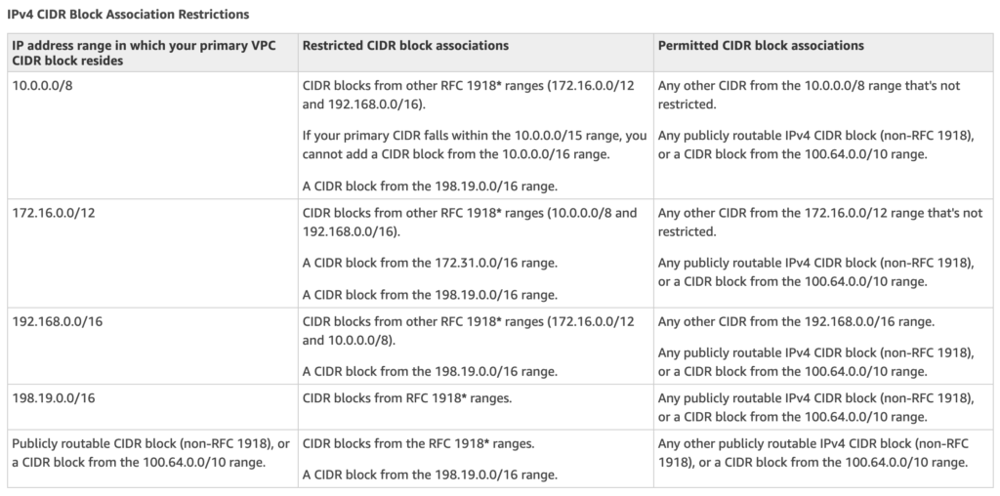 IPv4 CIDR Block Association Restrictions
IP address range in which your primary VPC
CIDR block resides
Restricted CIDR block associations
Permitted CIDR block associations
10.0.0.0/8
CIDR blocks from other RFC 1918* ranges (172.16.0.0/12
and 192.168.0.0/16).
If your primary CIDR falls within the 10.0.0.0/15 range, you
cannot add a CIDR block from the 10.0.0.0/16 range.
A CIDR block from the 198.19.0.0/16 range.
Any other CIDR from the 10.0.0.0/8 range that's not
restricted.
Any publicly routable IPv4 CIDR block (non-RFC 1918),
or a CIDR block from the 100.64.0.0/10 range.
172.16.0.0/12
CIDR blocks from other RFC 1918* ranges (10.0.0.0/8 and
192.168.0.0/16).
A CIDR block from the 172.31.0.0/16 range.
A CIDR block from the 198.19.0.0/16 range.
Any other CIDR from the 172.16.0.0/12 range that's not
restricted.
Any publicly routable IPv4 CIDR block (non-RFC 1918),
or a CIDR block from the 100.64.0.0/10 range.
192.168.0.0/16
CIDR blocks from other RFC 1918* ranges (172.16.0.0/12
and 10.0.0.0/8).
A CIDR block from the 198.19.0.0/16 range.
Any other CIDR from the 192.168.0.0/16 range.
Any publicly routable IPv4 CIDR block (non-RFC 1918),
or a CIDR block from the 100.64.0.0/10 range.
198.19.0.0/16
CIDR blocks from RFC 1918* ranges.
Any publicly routable IPv4 CIDR block (non-RFC 1918),
or a CIDR block from the 100.64.0.0/10 range.
Publicly routable CIDR block (non-RFC 1918), or
a CIDR block from the 100.64.0.0/10 range.
CIDR blocks from the RFC 1918* ranges.
A CIDR block from the 198.19.0.0/16 range.
Any other publicly routable IPv4 CIDR block (non-RFC
1918), or a CIDR block from the 100.64.0.0/10 range.